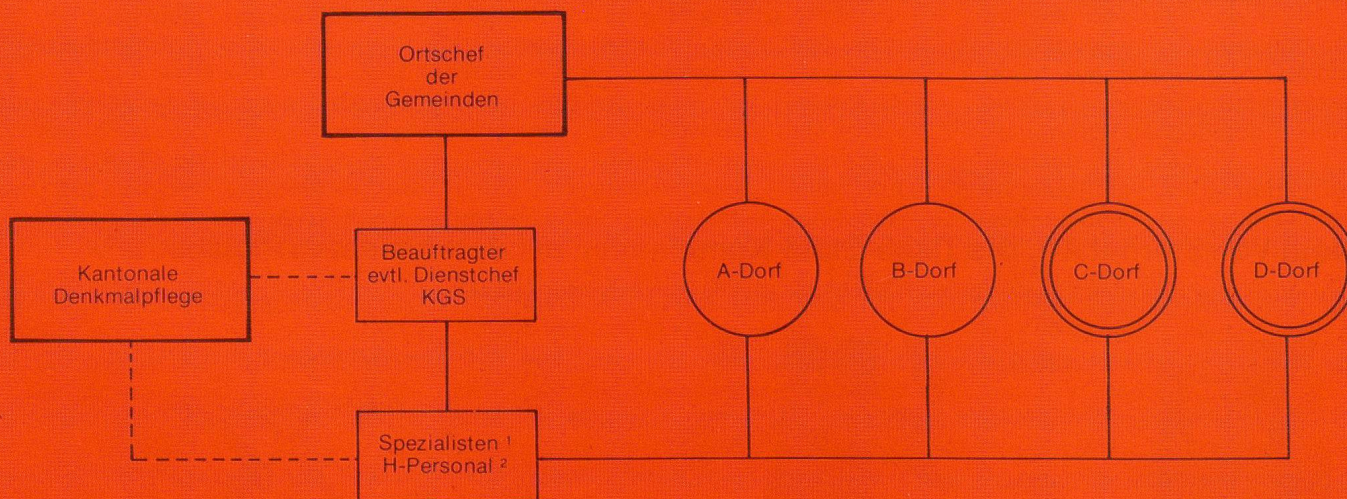 Ortschef
der
Gemeinden
Kantonale
Denkmalpflege
Beauftragter
evtl. Dienstchef
KGS
A-Dorf
B-Dorf
C-Dorf
D-Dorf
Spezialisten ¹
H-Personal ²